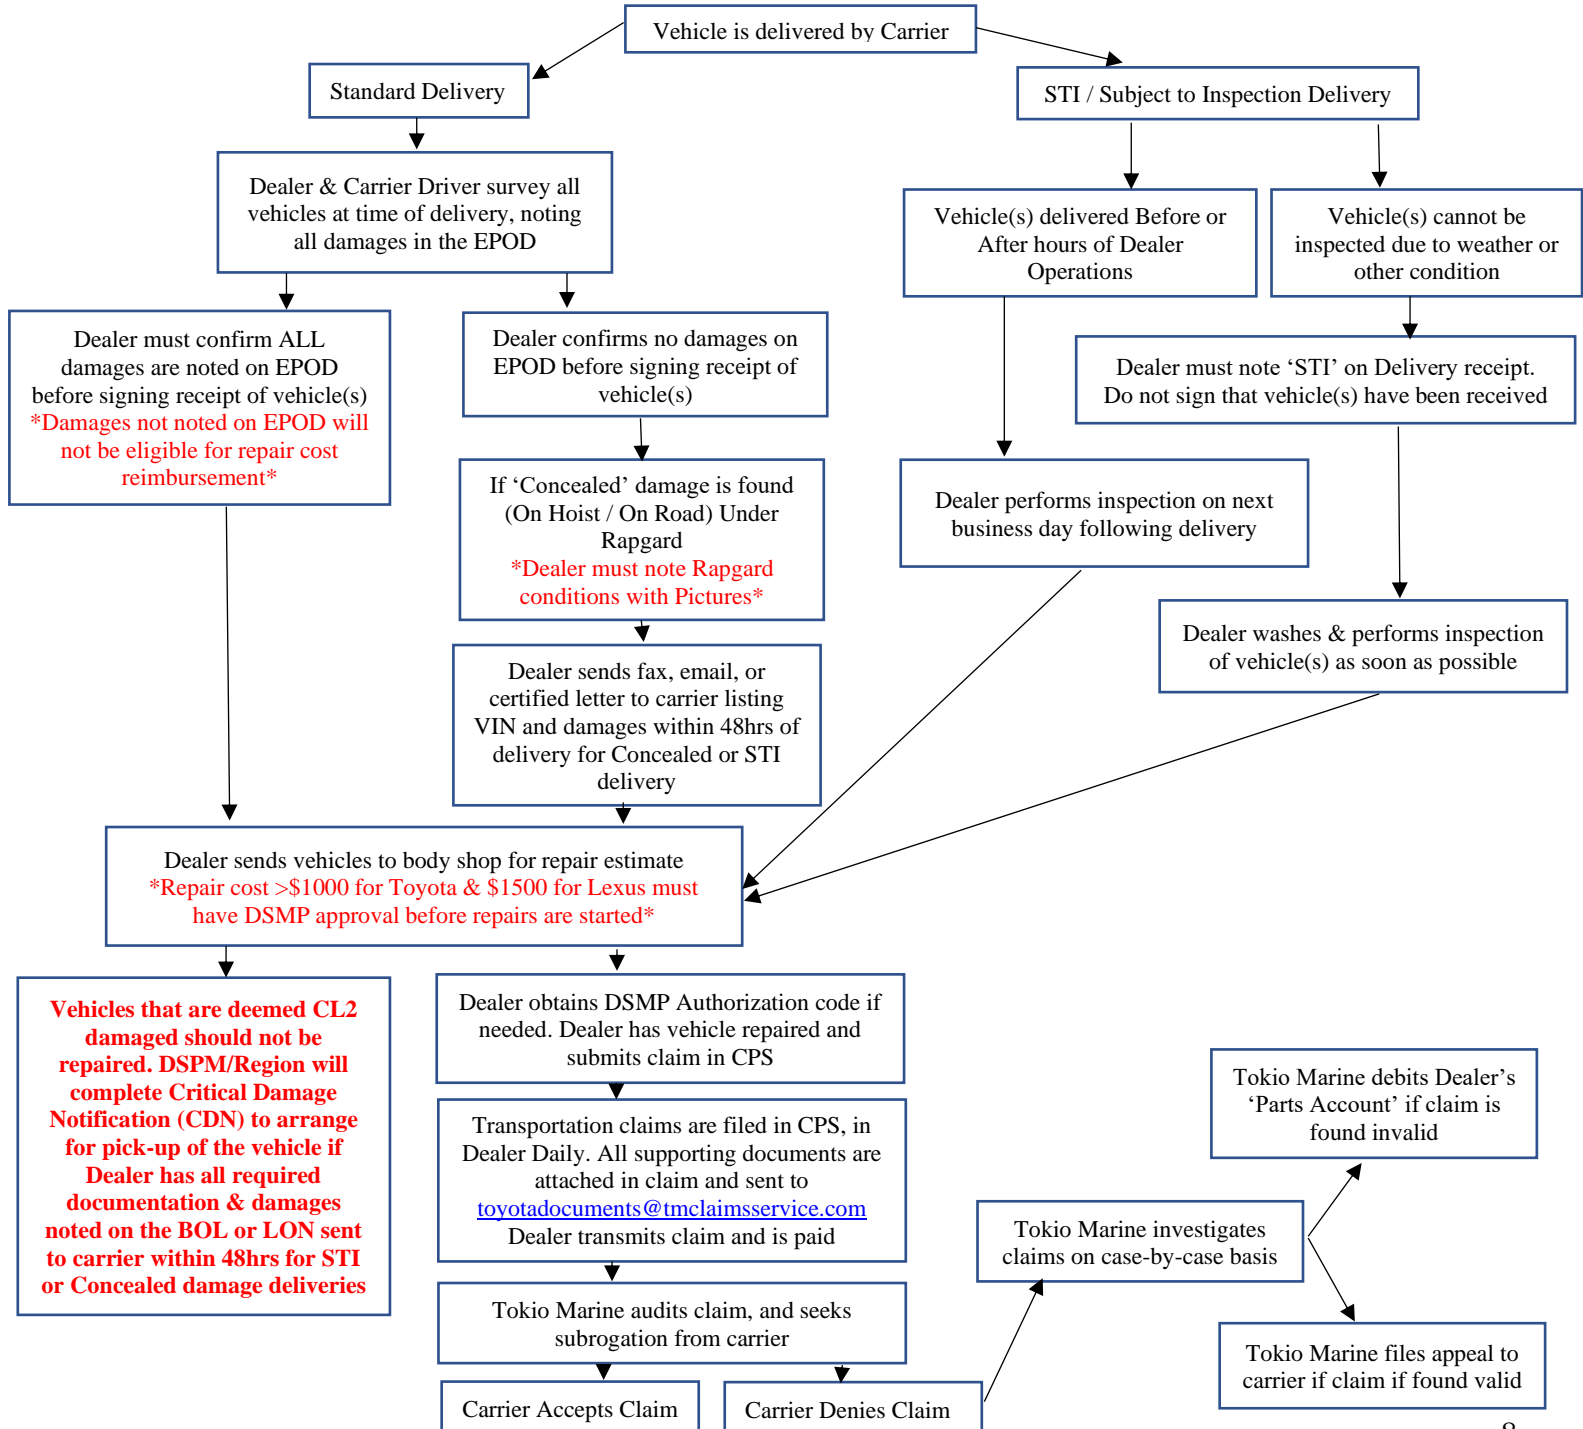 Vehicle is delivered by Carrier
Standard Delivery
STI / Subject to Inspection Delivery
Dealer & Carrier Driver survey all
vehicles at time of delivery, noting
all damages in the EPOD
Vehicle(s) delivered Before or
After hours of Dealer
Operations
Vehicle(s) cannot be
inspected due to weather or
other condition
Dealer must confirm ALL
damages are noted on EPOD
before signing receipt of vehicle(s)
*Damages not noted on EPOD will
not be eligible for repair cost
reimbursement*
Dealer confirms no damages on
EPOD before signing receipt of
vehicle(s)
Dealer must note ‘STI’ on Delivery receipt.
Do not sign that vehicle(s) have been received
If ‘Concealed’ damage is found
(On Hoist / On Road) Under
Rapgard
*Dealer must note Rapgard
conditions with Pictures*
Dealer performs inspection on next
business day following delivery
Dealer washes & performs inspection
of vehicle(s) as soon as possible
Dealer sends fax, email, or
certified letter to carrier listing
VIN and damages within 48hrs of
delivery for Concealed or STI
delivery
Dealer sends vehicles to body shop for repair estimate
*Repair cost >$1000 for Toyota & $1500 for Lexus must
have DSMP approval before repairs are started*
Vehicles that are deemed CL2
damaged should not be
repaired. DSPM/Region will
complete Critical Damage
Notification (CDN) to arrange
for pick-up of the vehicle if
Dealer has all required
documentation & damages
noted on the BOL or LON sent
to carrier within 48hrs for STI
or Concealed damage deliveries
Dealer obtains DSMP Authorization code if
needed. Dealer has vehicle repaired and
submits claim in CPS
Transportation claims are filed in CPS, in
Dealer Daily. All supporting documents are
attached in claim and sent to
toyotadocuments@tmclaimsservice.com
Dealer transmits claim and is paid
Tokio Marine audits claim, and seeks
subrogation from carrier
Carrier Accepts Claim
Carrier Denies Claim
Tokio Marine investigates
claims on case-by-case basis
Tokio Marine debits Dealer’s
‘Parts Account’ if claim is
found invalid
Tokio Marine files appeal to
carrier if claim if found valid